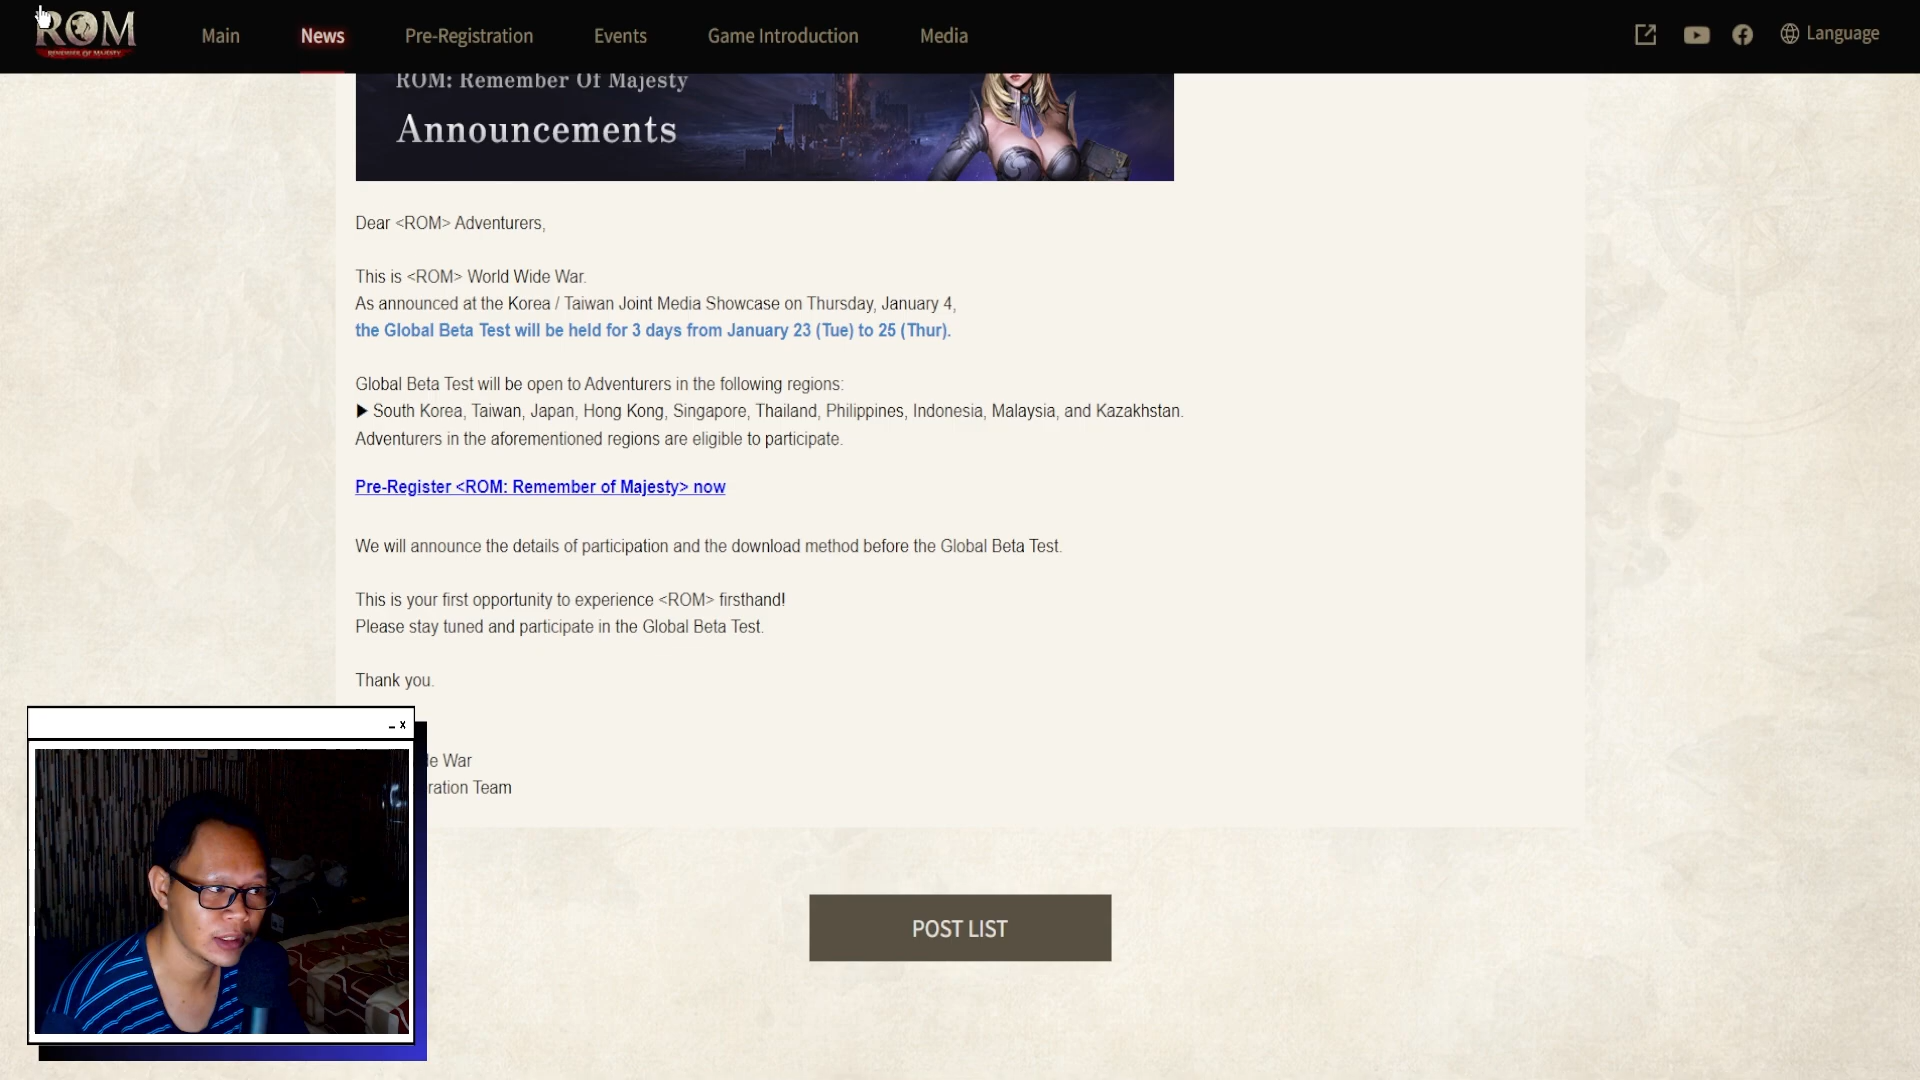 ROM
REMEMBER OF MAJESTY
Main
News
Pre-Registration
Events
Game Introduction
Media
Language
ROM: Remember Of Majesty
Announcements
Dear <ROM> Adventurers,
This is <ROM> World Wide War.
As announced at the Korea / Taiwan Joint Media Showcase on Thursday, January 4,
the Global Beta Test will be held for 3 days from January 23 (Tue) to 25 (Thur).
Global Beta Test will be open to Adventurers in the following regions:
▶ South Korea, Taiwan, Japan, Hong Kong, Singapore, Thailand, Philippines, Indonesia, Malaysia, and Kazakhstan.
Adventurers in the aforementioned regions are eligible to participate.
Pre-Register <ROM: Remember of Majesty> now
We will announce the details of participation and the download method before the Global Beta Test.
This is your first opportunity to experience <ROM> firsthand!
Please stay tuned and participate in the Global Beta Test.
Thank you.
de War
ration Team
POST LIST